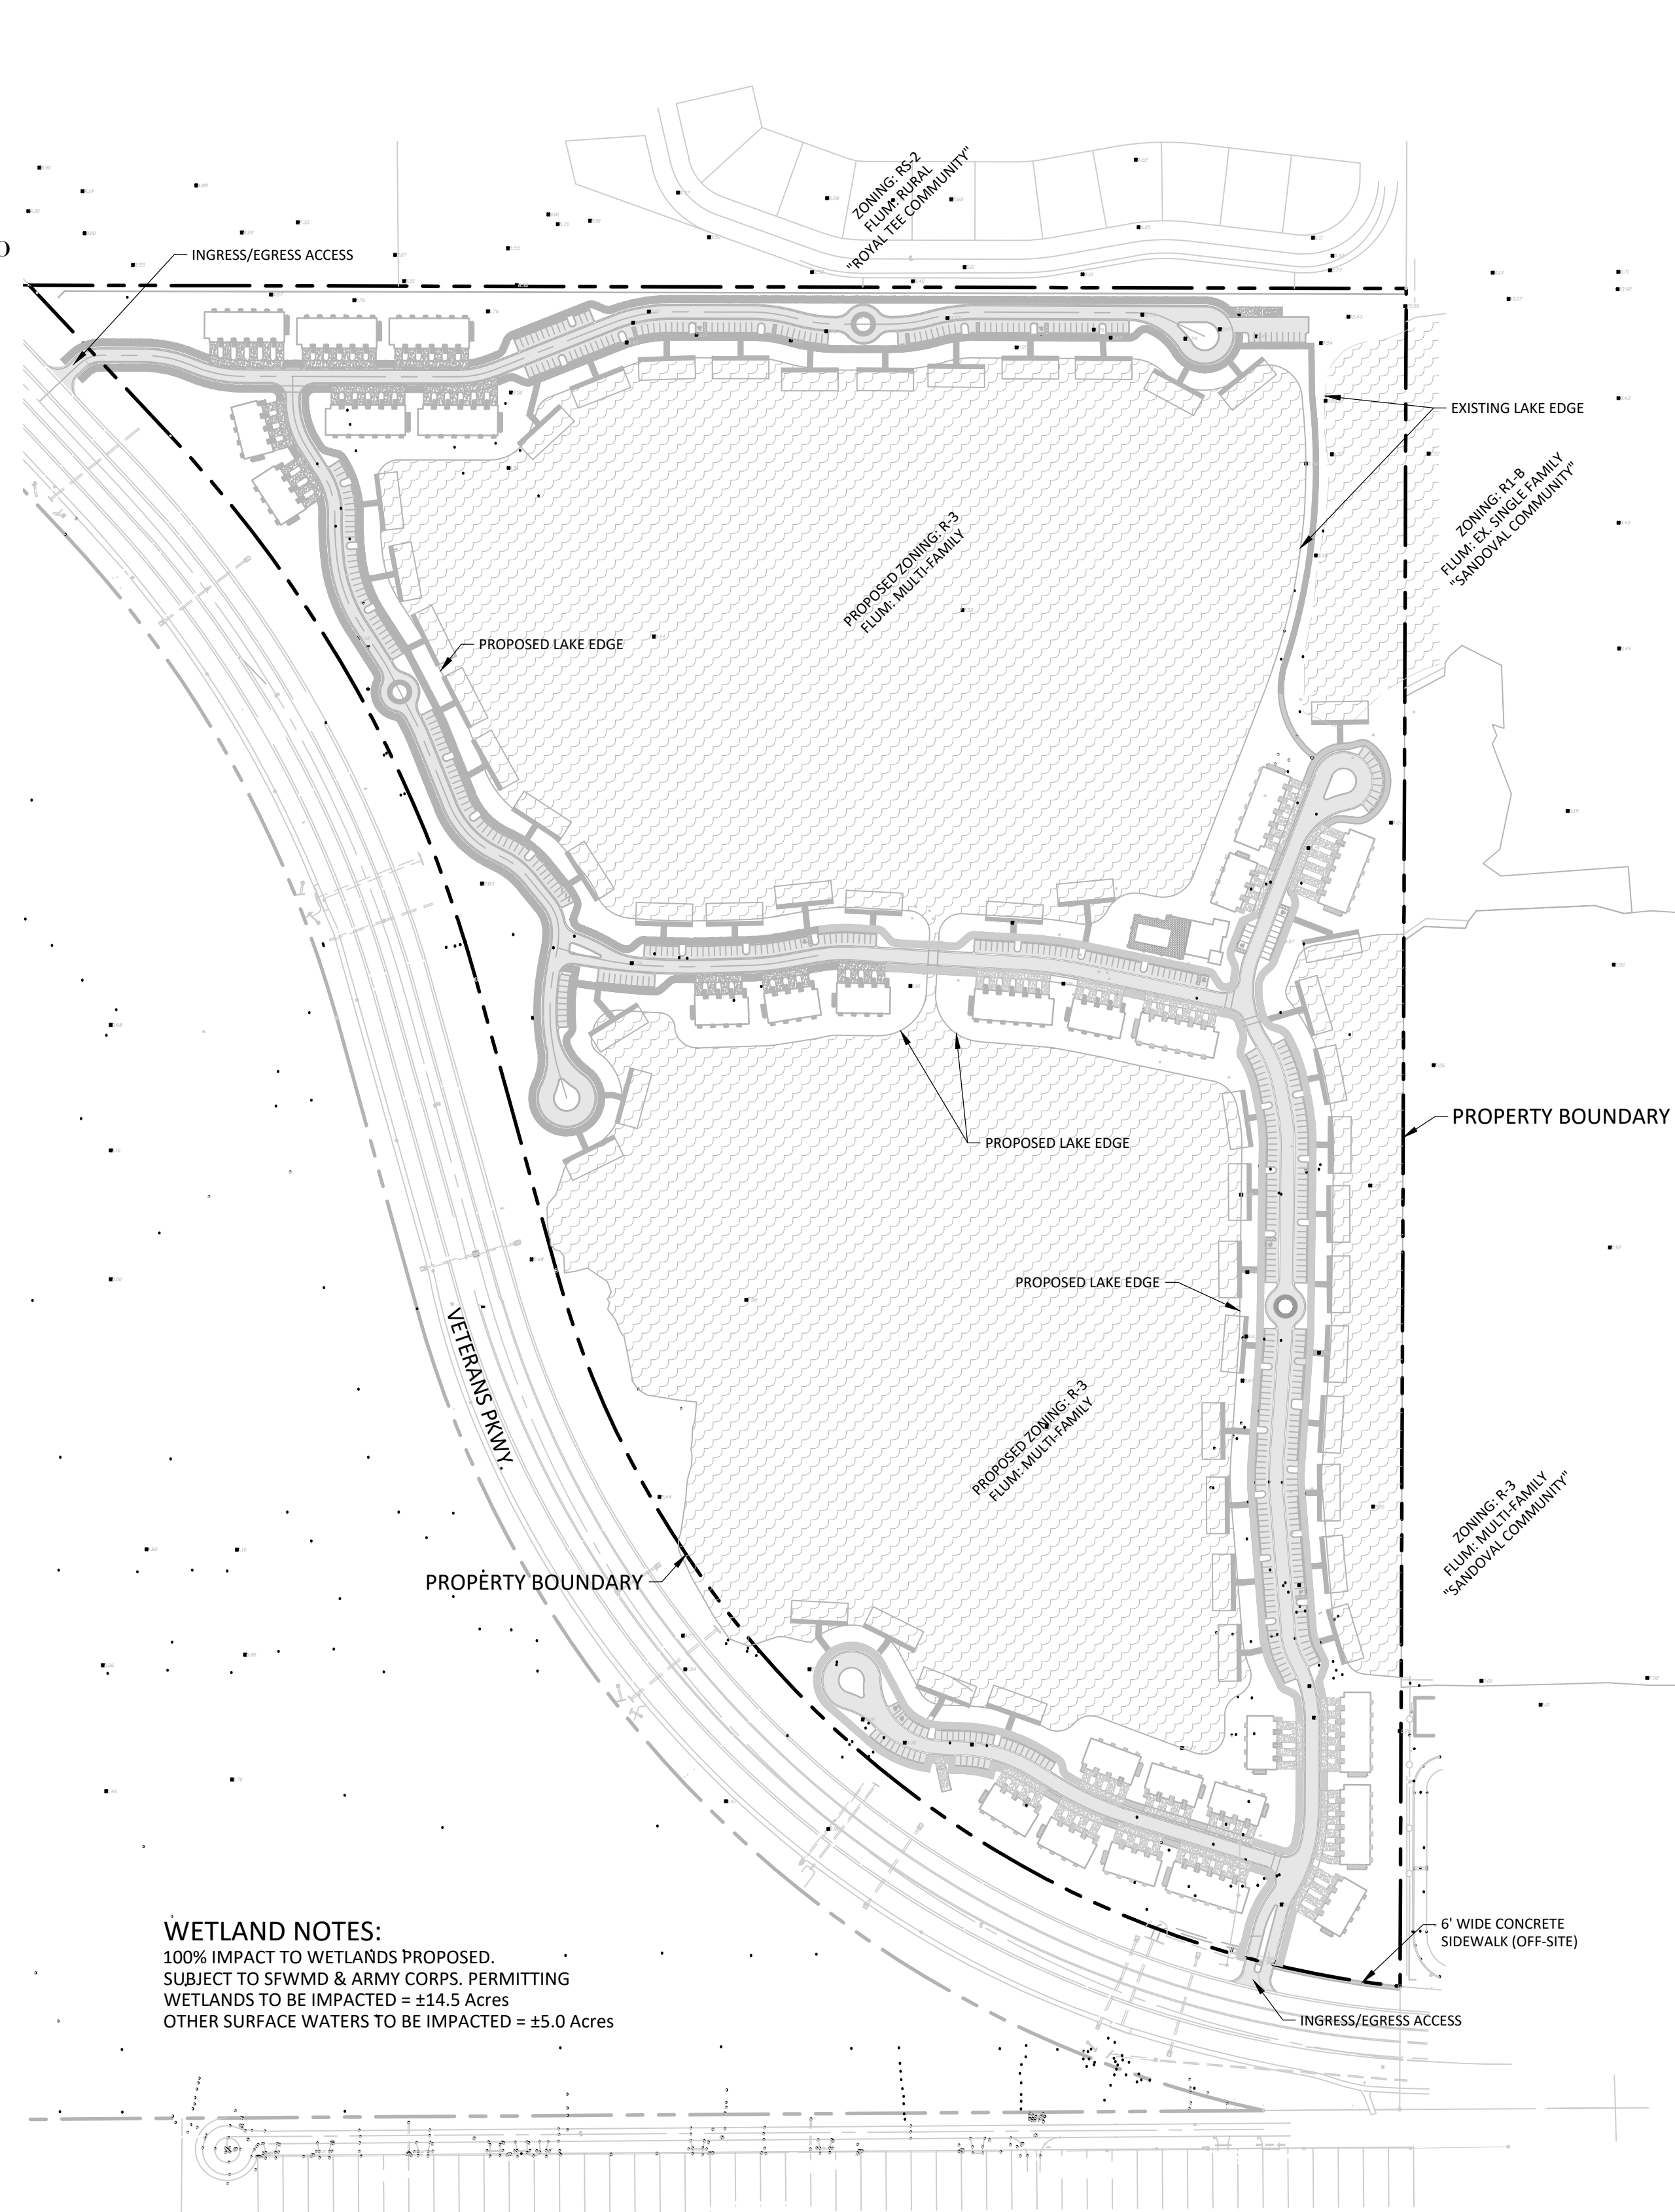 ZONING: RS-2
FLUM: RURAL
"ROYAL TEE COMMUNITY"
INGRESS/EGRESS ACCESS
EXISTING LAKE EDGE
ZONING: R1-B
FLUM: EX. SINGLE FAMILY
"SANDOVAL COMMUNITY"
PROPOSED ZONING: R-3
FLUM: MULTI-FAMILY
PROPOSED LAKE EDGE
PROPERTY BOUNDARY
PROPOSED LAKE EDGE
PROPOSED LAKE EDGE
VETERANS PKWY.
PROPOSED ZONING: R-3
FLUM: MULTI-FAMILY
ZONING: R-3
FLUM: MULTI-FAMILY
"SANDOVAL COMMUNITY"
PROPERTY BOUNDARY
WETLAND NOTES:
100% IMPACT TO WETLANDS PROPOSED.
SUBJECT TO SFWMD & ARMY CORPS. PERMITTING
WETLANDS TO BE IMPACTED = ±14.5 Acres
OTHER SURFACE WATERS TO BE IMPACTED = ±5.0 Acres
6' WIDE CONCRETE
SIDEWALK (OFF-SITE)
INGRESS/EGRESS ACCESS